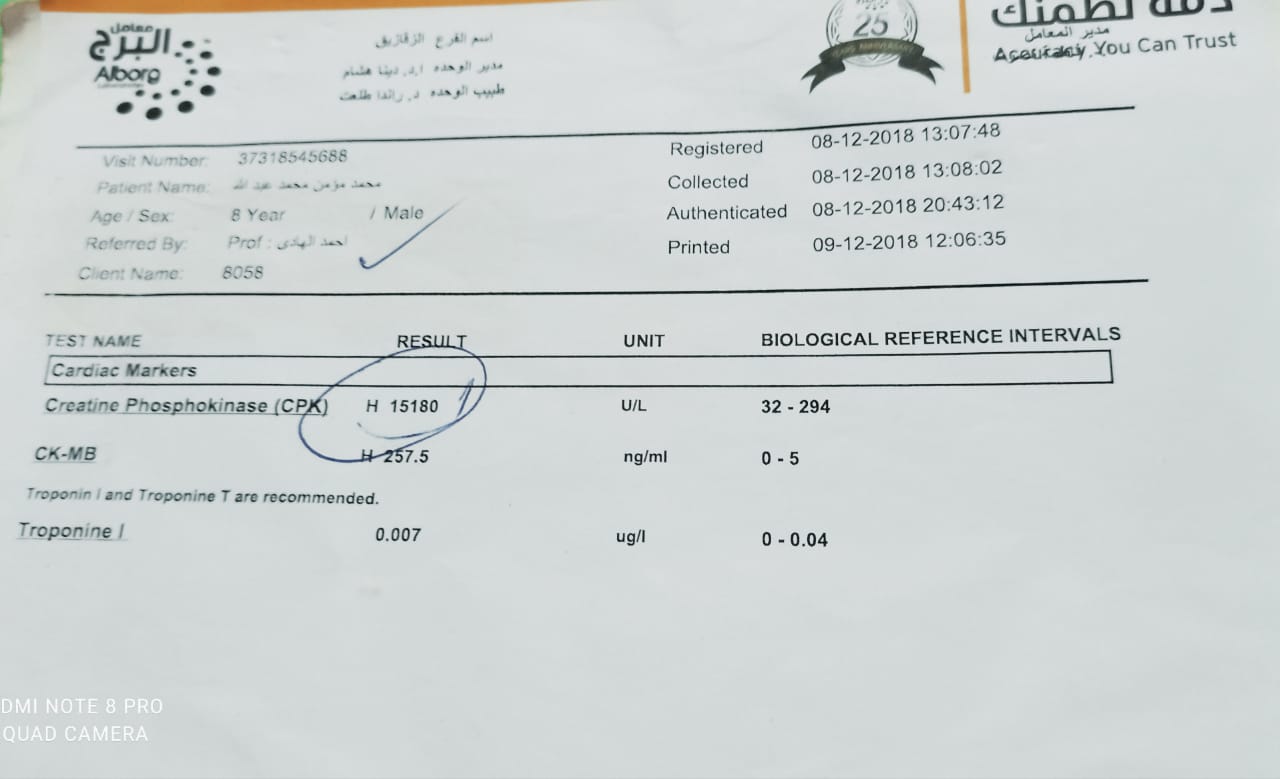 معامل
البرج
Alborg
اسم الفرع الزقازيق
مدير الوحده ا.د. دينا هشام
طبيب الوحده د. راندا طلعت
25
YEARS ANNIVERSARY
دقة تطمنك
مدير المعامل
Accuracy You Can Trust
Visit Number: 37318545688
Patient Name: محمد مؤمن محمد عبد الله
Age / Sex: 8 Year / Male
Referred By: Prof : احمد الهادى
Client Name: 8058
Registered 08-12-2018 13:07:48
Collected 08-12-2018 13:08:02
Authenticated 08-12-2018 20:43:12
Printed 09-12-2018 12:06:35
TEST NAME RESULT UNIT BIOLOGICAL REFERENCE INTERVALS
Cardiac Markers
Creatine Phosphokinase (CPK) H 15180 U/L 32 - 294
CK-MB H 257.5 ng/ml 0 - 5
Troponin I and Troponine T are recommended.
Troponine I 0.007 ug/l 0 - 0.04
DMI NOTE 8 PRO
QUAD CAMERA